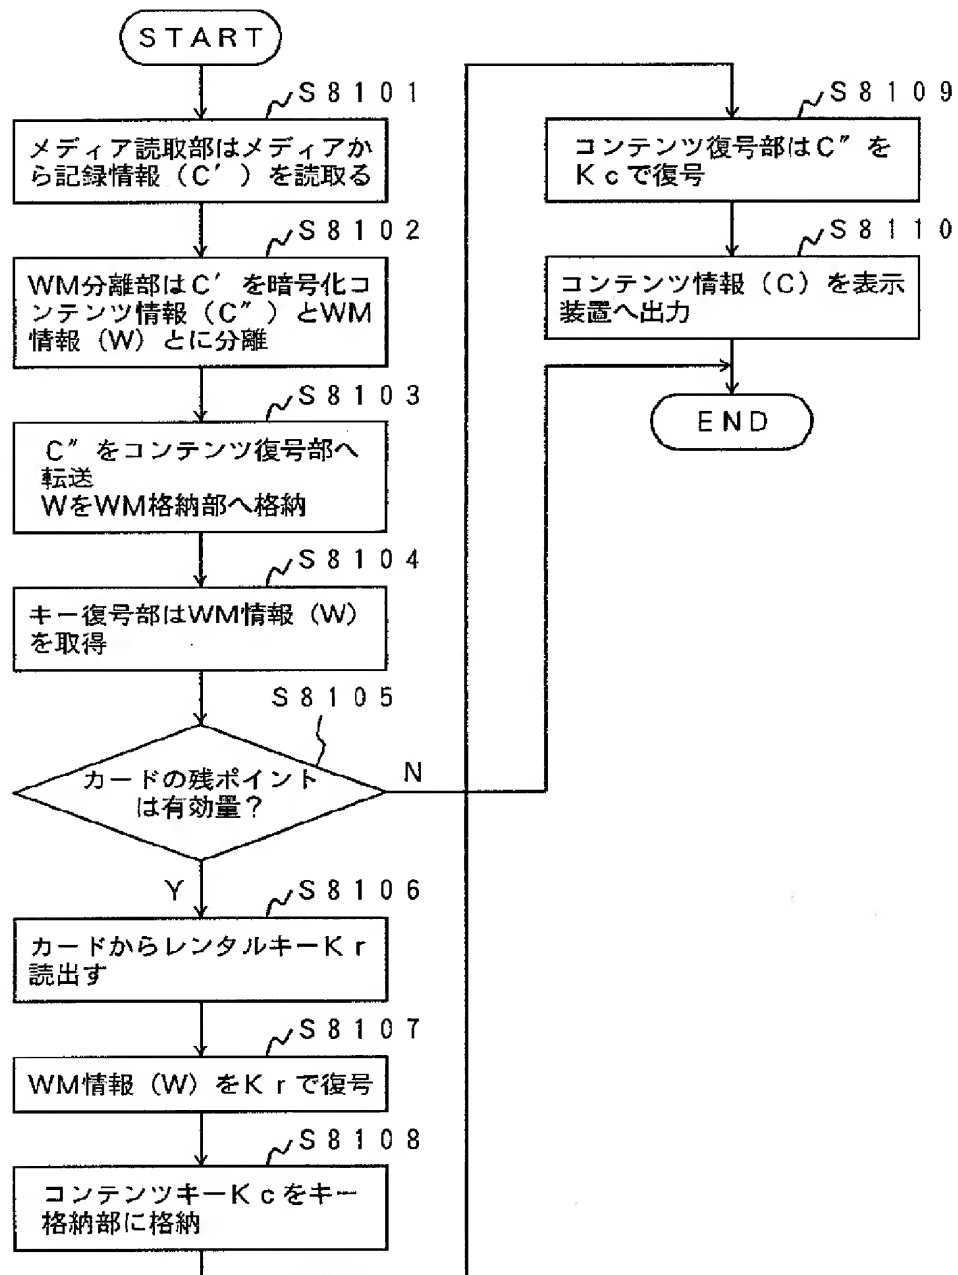 START
S8101
メディア読取部はメディアか
ら記録情報（C′）を読取る
S8102
WM分離部はC′を暗号化コ
ンテンツ情報（C″）とWM
情報（W）とに分離
S8103
C″をコンテンツ復号部へ
転送
WをWM格納部へ格納
S8104
キー復号部はWM情報（W）
を取得
S8105
カードの残ポイント
は有効量？
N
Y
S8106
カードからレンタルキーKr
読出す
S8107
WM情報（W）をKrで復号
S8108
コンテンツキーKcをキー
格納部に格納
S8109
コンテンツ復号部はC″を
Kcで復号
S8110
コンテンツ情報（C）を表示
装置へ出力
END